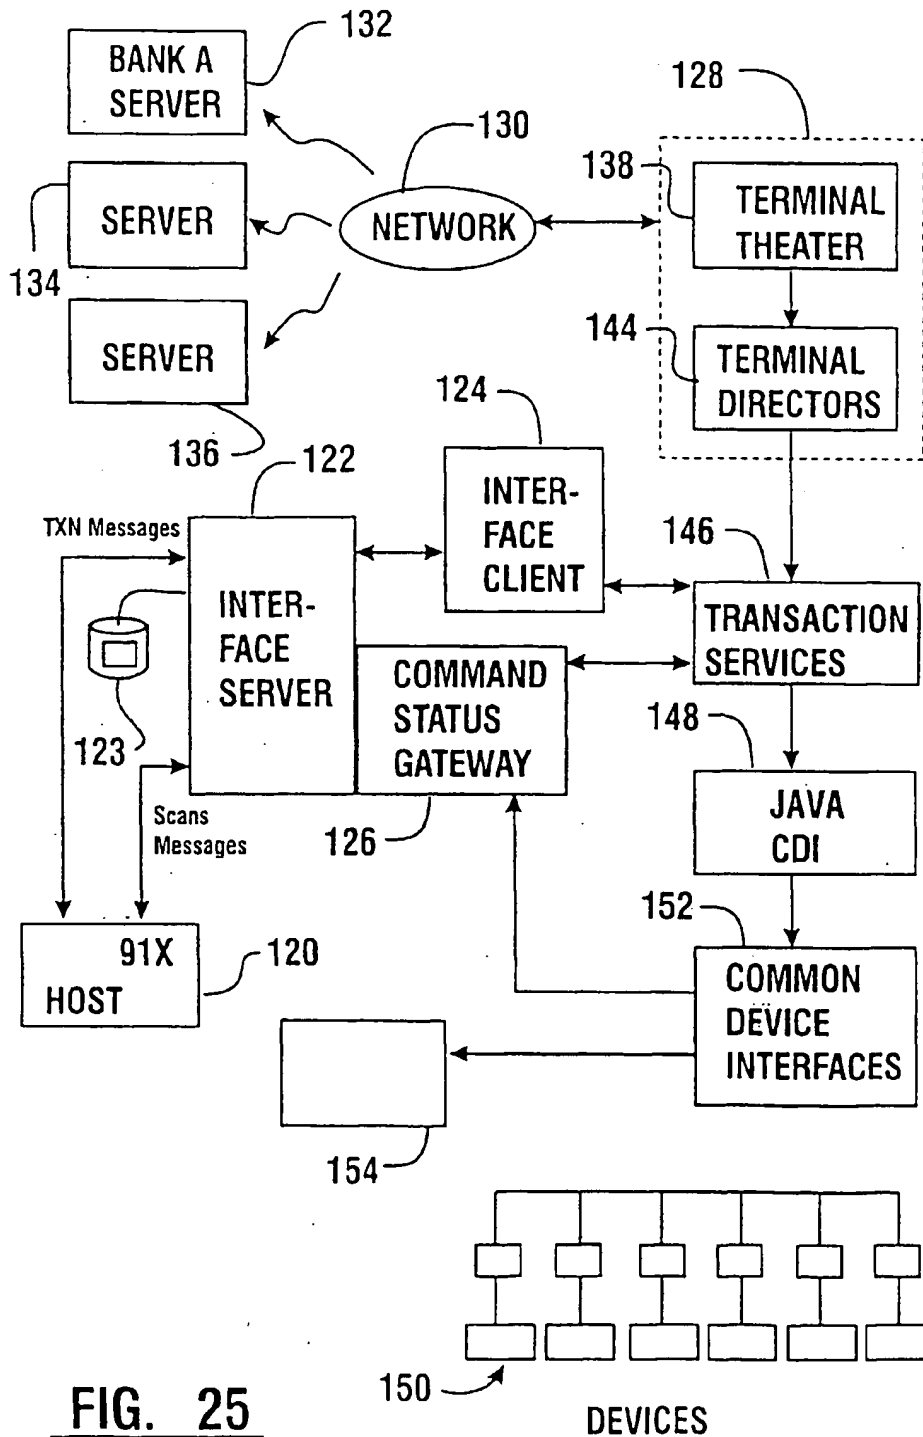 132
BANK A
SERVER
128
130
138
TERMINAL
THEATER
SERVER
NETWORK
134
144
TERMINAL
DIRECTORS
SERVER
124
136
122
INTER-
FACE
CLIENT
TXN Messages
146
INTER-
FACE
SERVER
TRANSACTION
SERVICES
COMMAND
STATUS
GATEWAY
148
123
JAVA
CDI
Scans
Messages
126
152
91X
HOST
120
COMMON
DEVICE
INTERFACES
154
150
DEVICES
FIG. 25